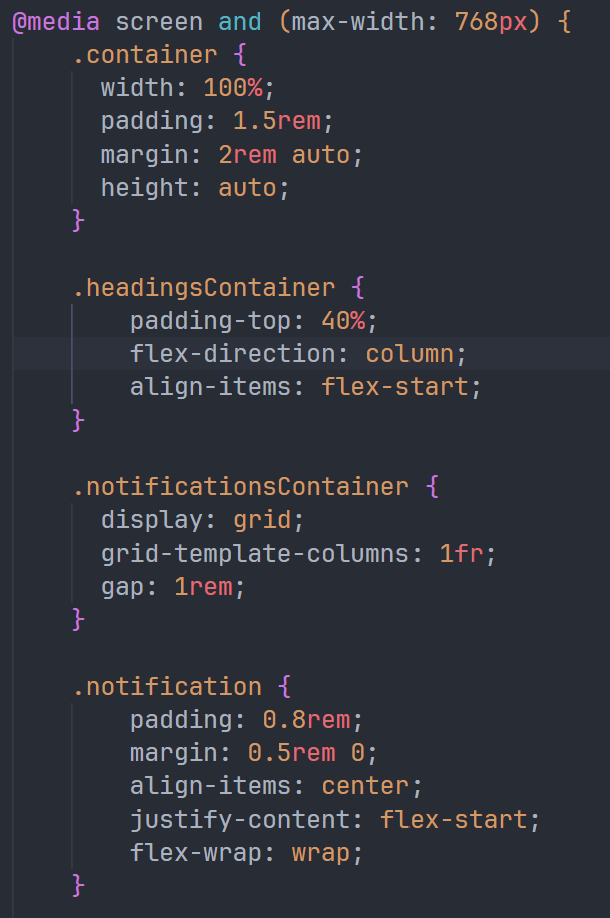 @media screen and (max-width: 768px) {
    .container {
      width: 100%;
      padding: 1.5rem;
      margin: 2rem auto;
      height: auto;
    }

    .headingsContainer {
        padding-top: 40%;
        flex-direction: column;
        align-items: flex-start;
    }

    .notificationsContainer {
      display: grid;
      grid-template-columns: 1fr;
      gap: 1rem;
    }

    .notification {
        padding: 0.8rem;
        margin: 0.5rem 0;
        align-items: center;
        justify-content: flex-start;
        flex-wrap: wrap;
    }